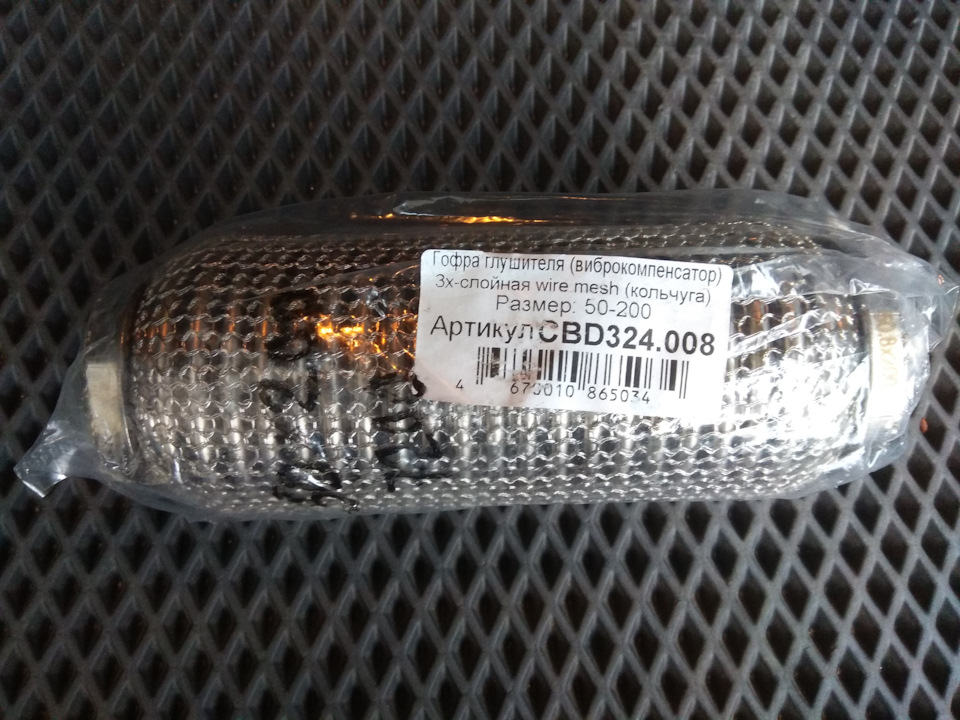 Гофра глушителя (виброкомпенсатор)
3х-слойная wire mesh (кольчуга)
Размер: 50-200
Артикул CBD324.008
4 670010 865034